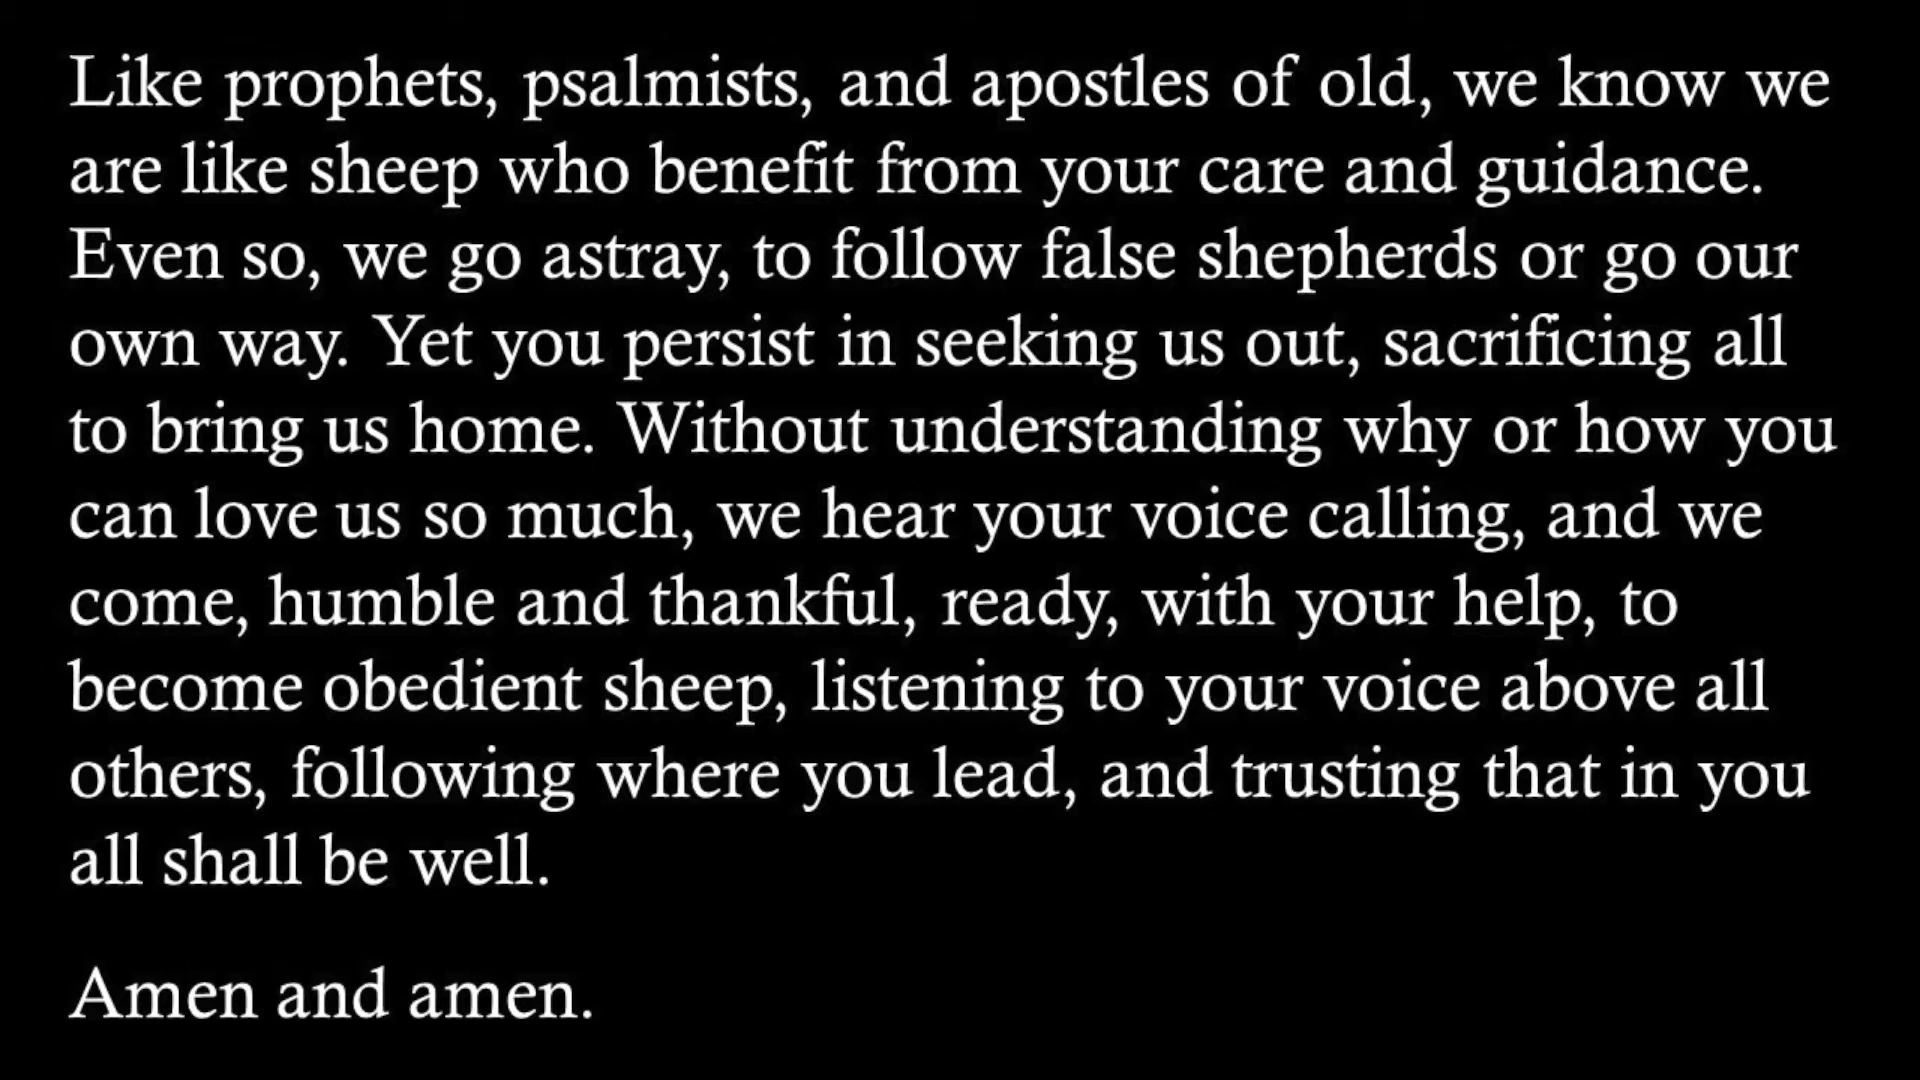 Like prophets, psalmists, and apostles of old, we know we
are like sheep who benefit from your care and guidance.
Even so, we go astray, to follow false shepherds or go our
own way. Yet you persist in seeking us out, sacrificing all
to bring us home. Without understanding why or how you
can love us so much, we hear your voice calling, and we
come, humble and thankful, ready, with your help, to
become obedient sheep, listening to your voice above all
others, following where you lead, and trusting that in you
all shall be well.
Amen and amen.